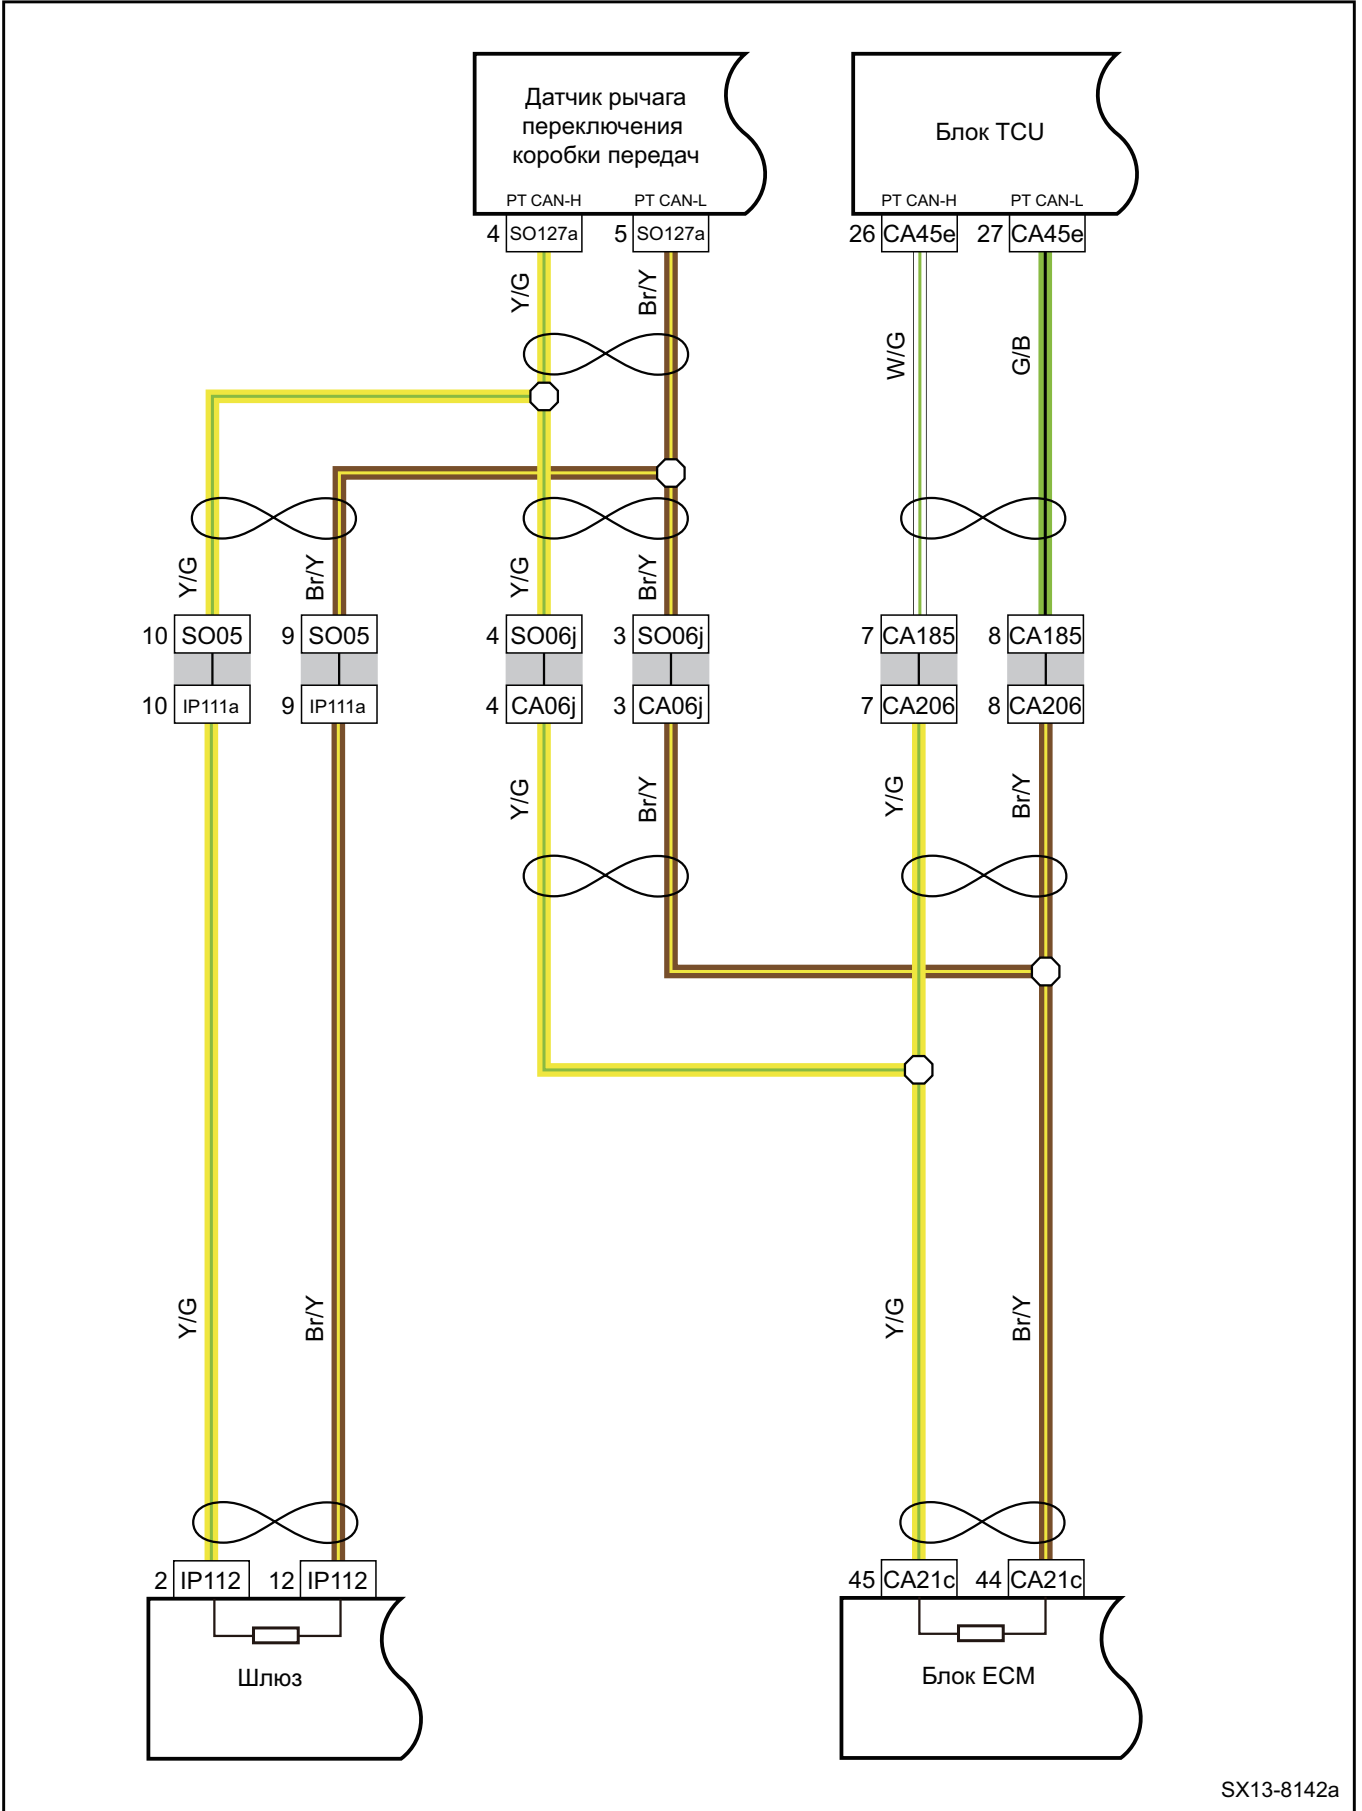 Датчик рычага
переключения
коробки передач
PT CAN-H
PT CAN-L
Блок TCU
PT CAN-H
PT CAN-L
4 SO127a
5 SO127a
26 CA45e
27 CA45e
Y/G
Br/Y
W/G
G/B
Y/G
Br/Y
Y/G
Br/Y
10 SO05
9 SO05
4 SO06j
3 SO06j
7 CA185
8 CA185
10 IP111a
9 IP111a
4 CA06j
3 CA06j
7 CA206
8 CA206
Y/G
Br/Y
Y/G
Br/Y
Y/G
Br/Y
Y/G
Br/Y
2 IP112
12 IP112
45 CA21c
44 CA21c
Шлюз
Блок ECM
SX13-8142a